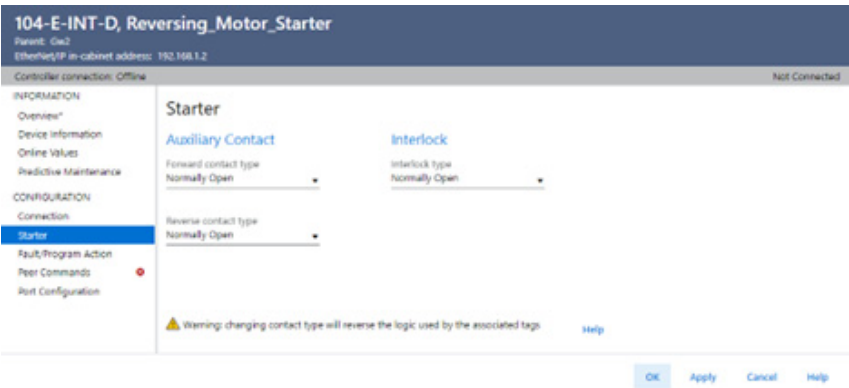 104-E-INT-D, Reversing_Motor_Starter
Parent: Gw2
EtherNet/IP in-cabinet address: 192.168.1.2
Controller connection: Offline
Not Connected
INFORMATION
Overview*
Device Information
Online Values
Predictive Maintenance
CONFIGURATION
Connection
Starter
Fault/Program Action
Peer Commands
Port Configuration
Starter
Auxiliary Contact
Forward contact type
Normally Open
Reverse contact type
Normally Open
Interlock
Interlock type
Normally Open
Warning: changing contact type will reverse the logic used by the associated tags
Help
OK
Apply
Cancel
Help